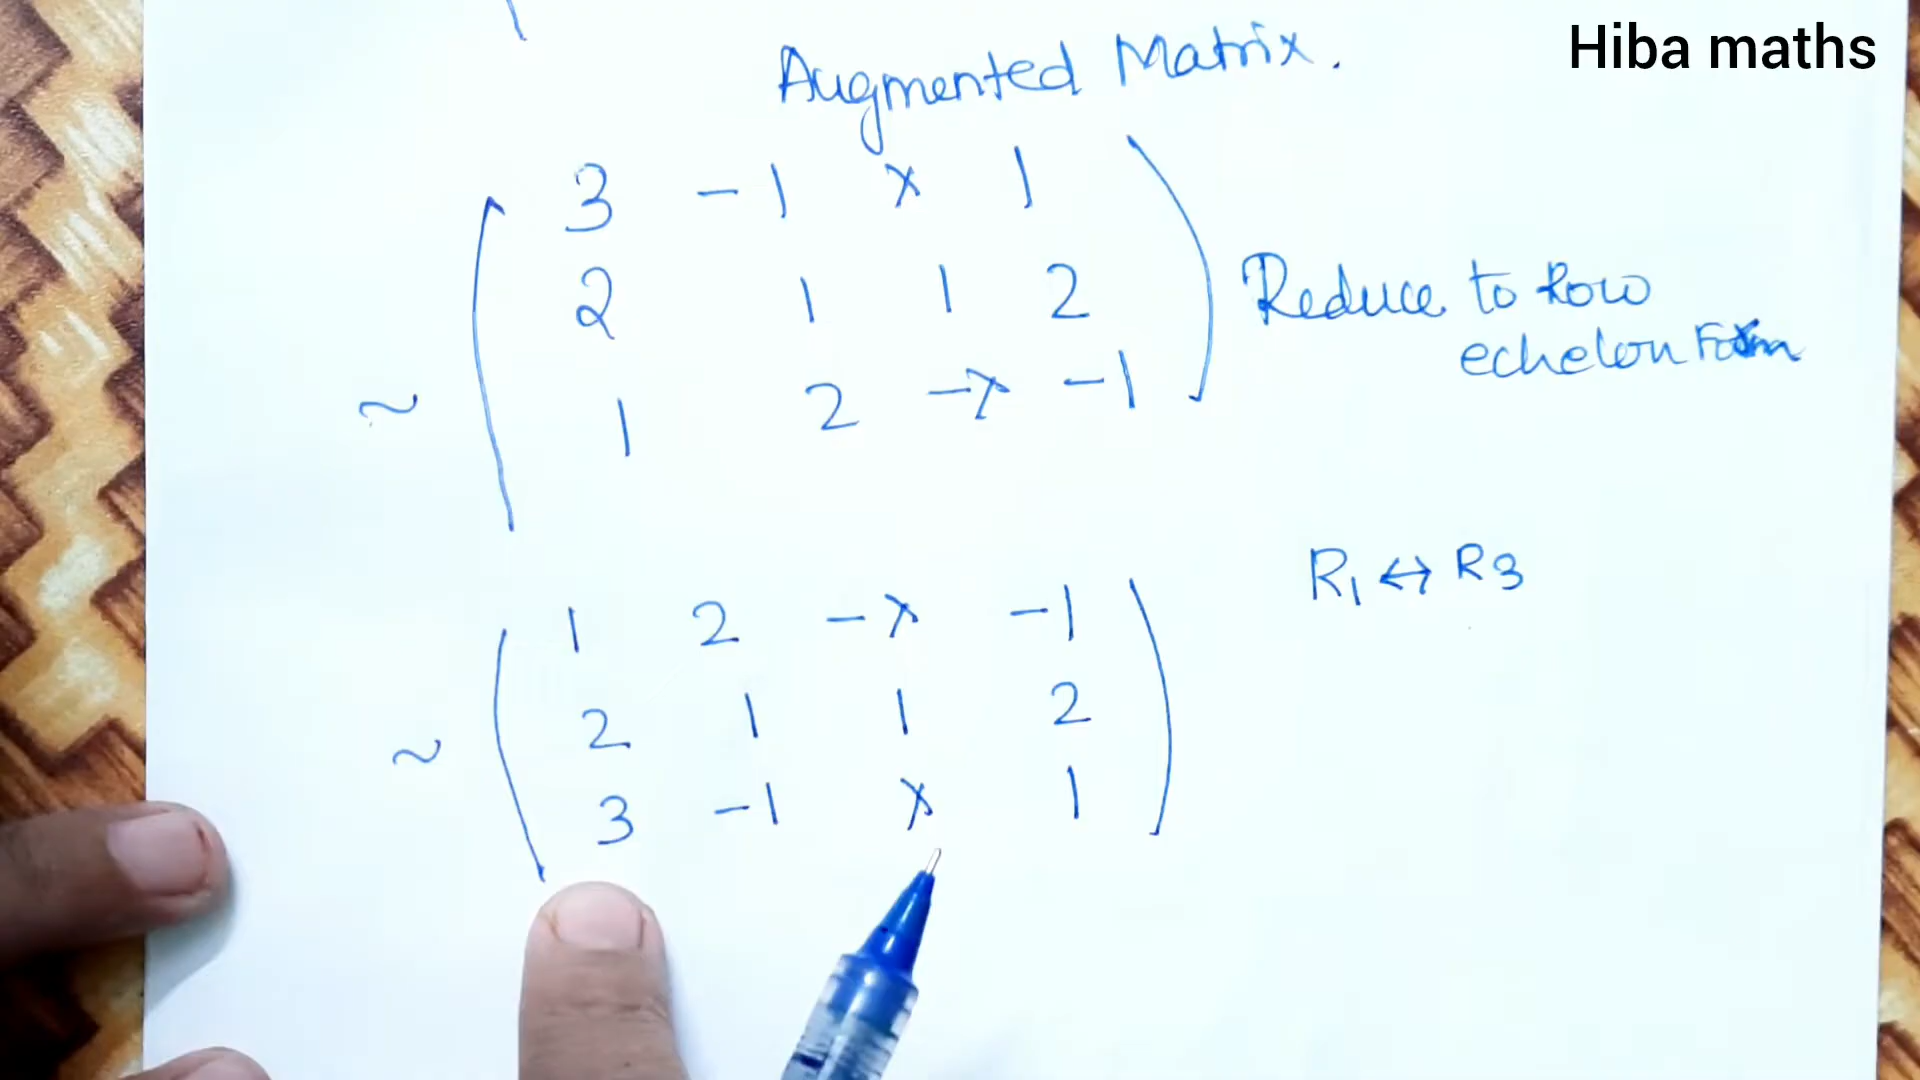 Hiba maths
Augmented Matrix.
3 -1 λ 1
2 1 1 2
~ 1 2 -λ -1
Reduce to Row
echelon Form
R1 ↔ R3
1 2 -λ -1
2 1 1 2
~
3 -1 λ 1